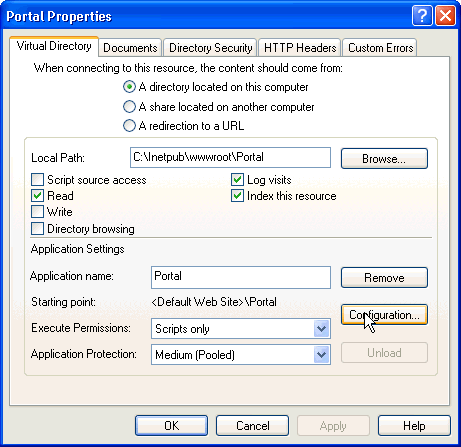 Portal Properties
Virtual Directory Documents Directory Security HTTP Headers Custom Errors
When connecting to this resource, the content should come from:
A directory located on this computer
A share located on another computer
A redirection to a URL
Local Path: C:\Inetpub\wwwroot\Portal Browse...
Script source access Log visits
Read Index this resource
Write
Directory browsing
Application Settings
Application name: Portal Remove
Starting point: <Default Web Site>\Portal
Configuration...
Execute Permissions: Scripts only
Application Protection: Medium (Pooled) Unload
OK Cancel Apply Help